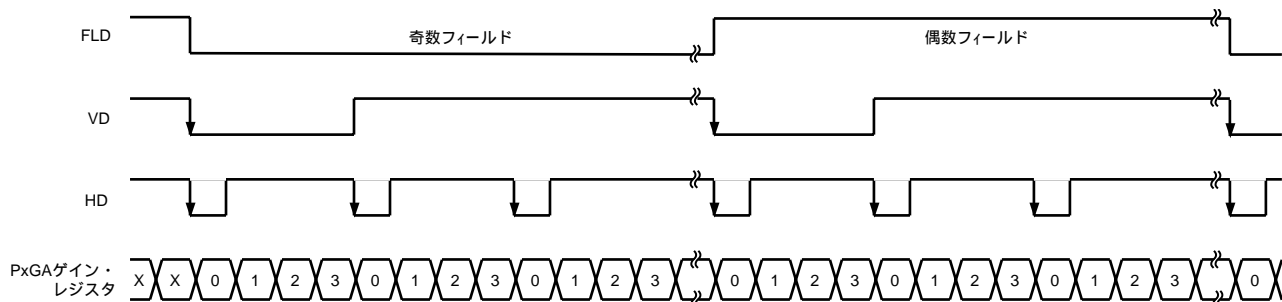 FLD
奇数フィールド
偶数フィールド
VD
HD
PxGAゲイン・
レジスタ
X X 0 1 2 3 0 1 2 3 0 1 2 3 0 1 2 3 0 1 2 3 0 1 2 3 0